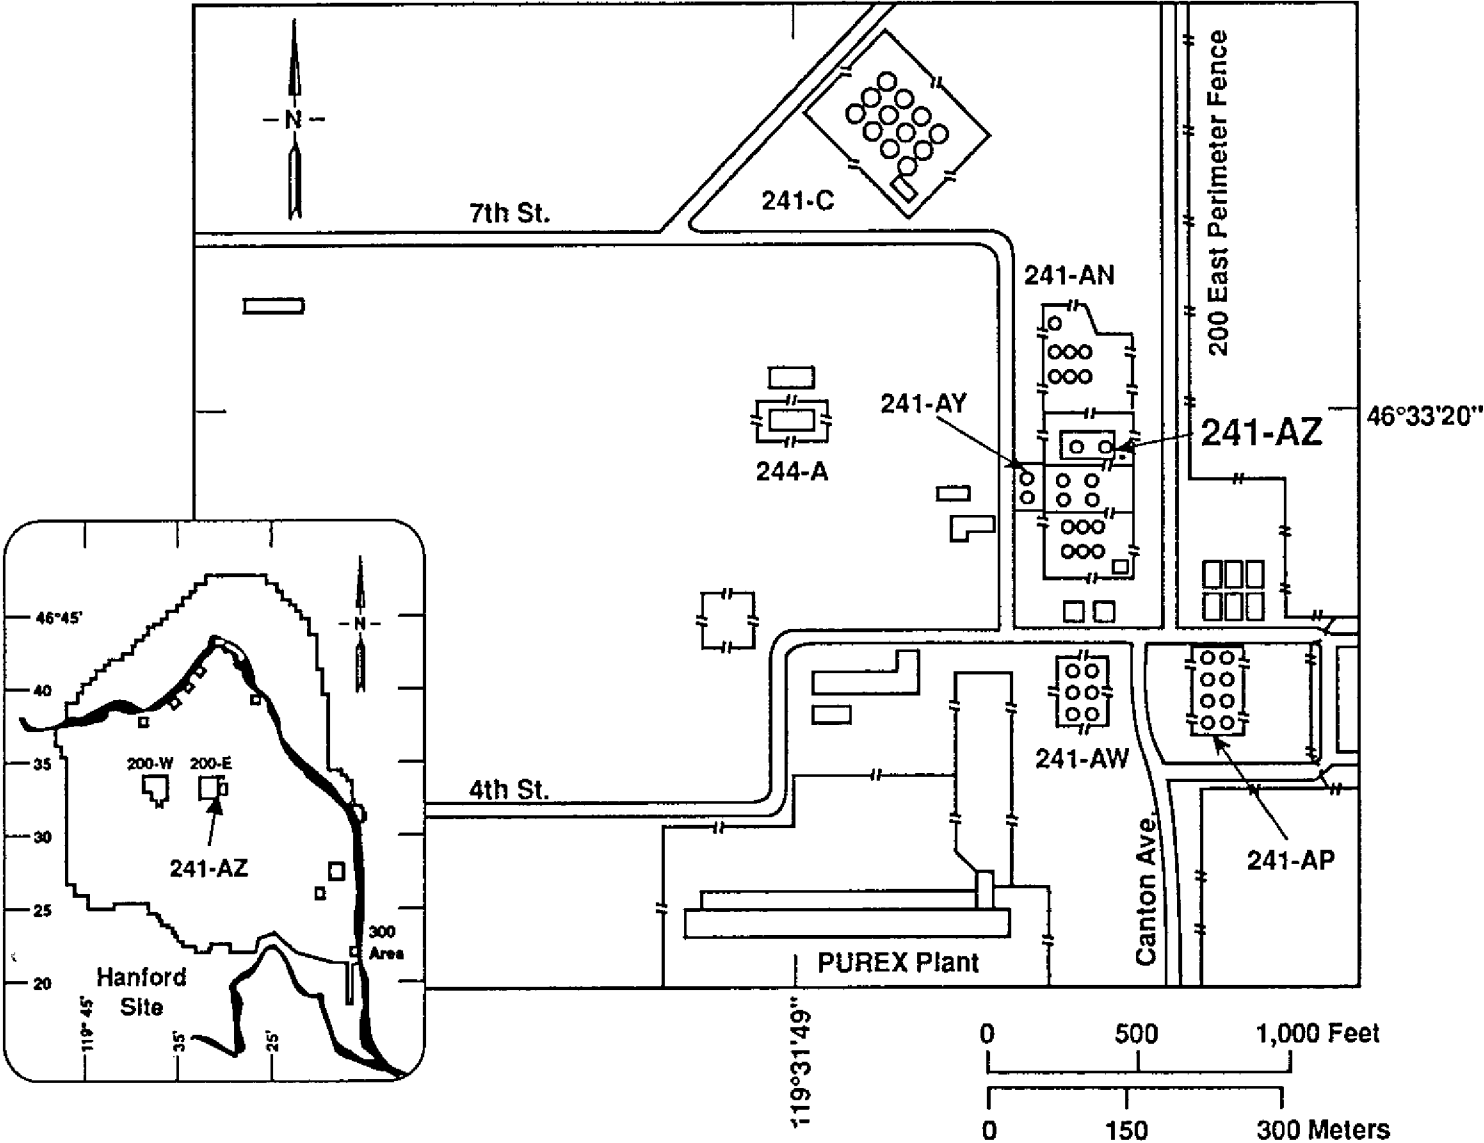 N
241-C
7th St.
200 East Perimeter Fence
241-AN
241-AY
46°33'20"
241-AZ
244-A
46°45'
N
40
35
200-W
200-E
30
241-AZ
25
300
Area
20
Hanford
Site
119° 45'
35'
25'
4th St.
241-AW
241-AP
Canton Ave.
PUREX Plant
119°31'49"
0
500
1,000 Feet
0
150
300 Meters